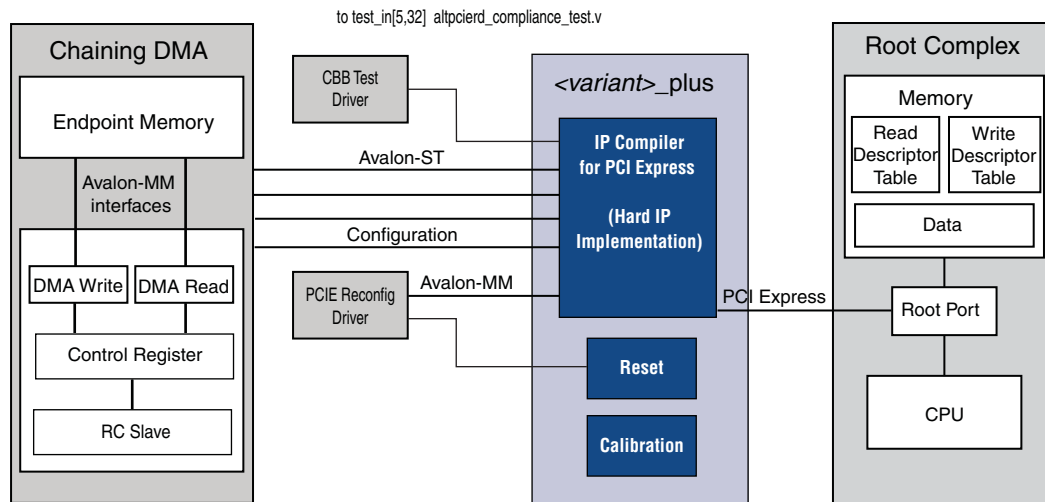 to test_in[5,32]  altpcierd_compliance_test.v
Chaining DMA
Endpoint Memory
Avalon-MM
interfaces
DMA Write
DMA Read
Control Register
RC Slave
CBB Test
Driver
Avalon-ST
Configuration
PCIE Reconfig
Driver
Avalon-MM
<variant>_plus
IP Compiler
for PCI Express
(Hard IP
Implementation)
Reset
Calibration
PCI Express
Root Complex
Memory
Read
Descriptor
Table
Write
Descriptor
Table
Data
Root Port
CPU